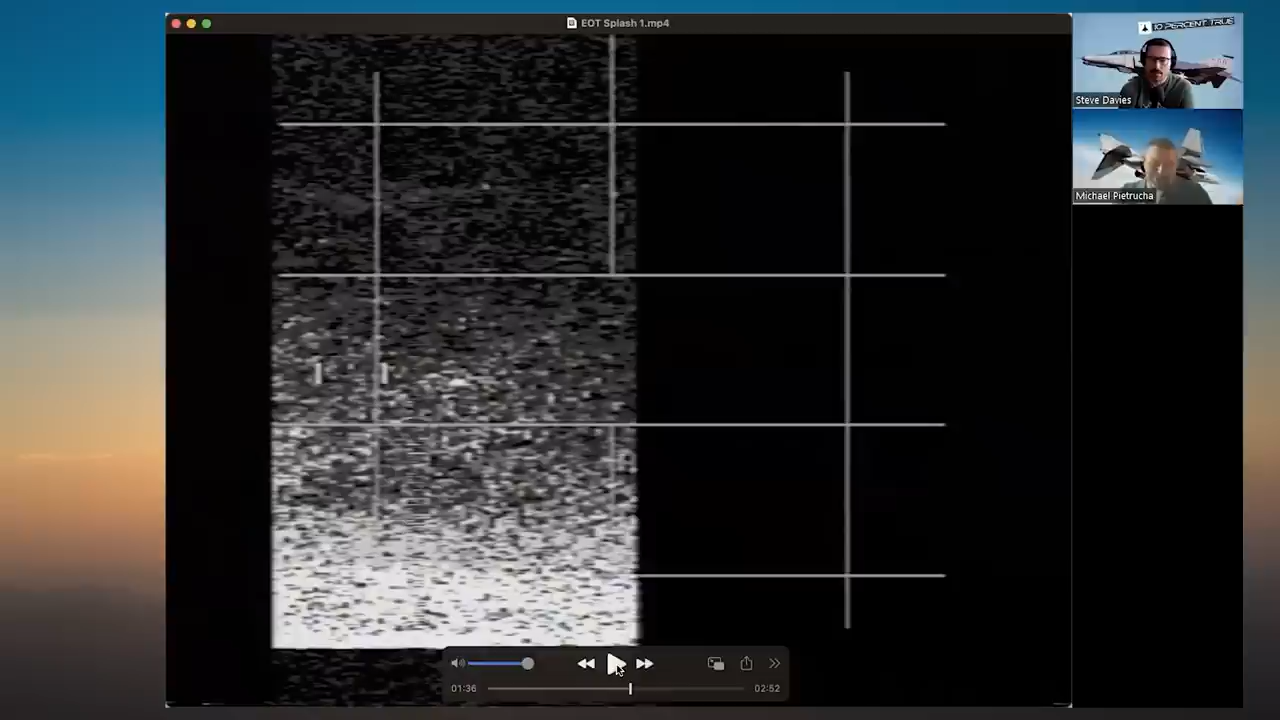 EOT Splash 1.mp4
10 PERCENT TRUE
Steve Davies
Michael Pietrucha
01:36
02:52